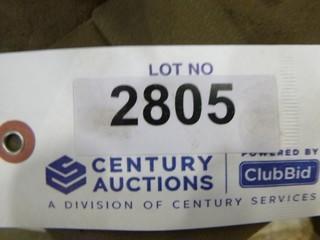 LOT NO
2805
CENTURY
AUCTIONS
POWERED BY
ClubBid
A DIVISION OF CENTURY SERVICES